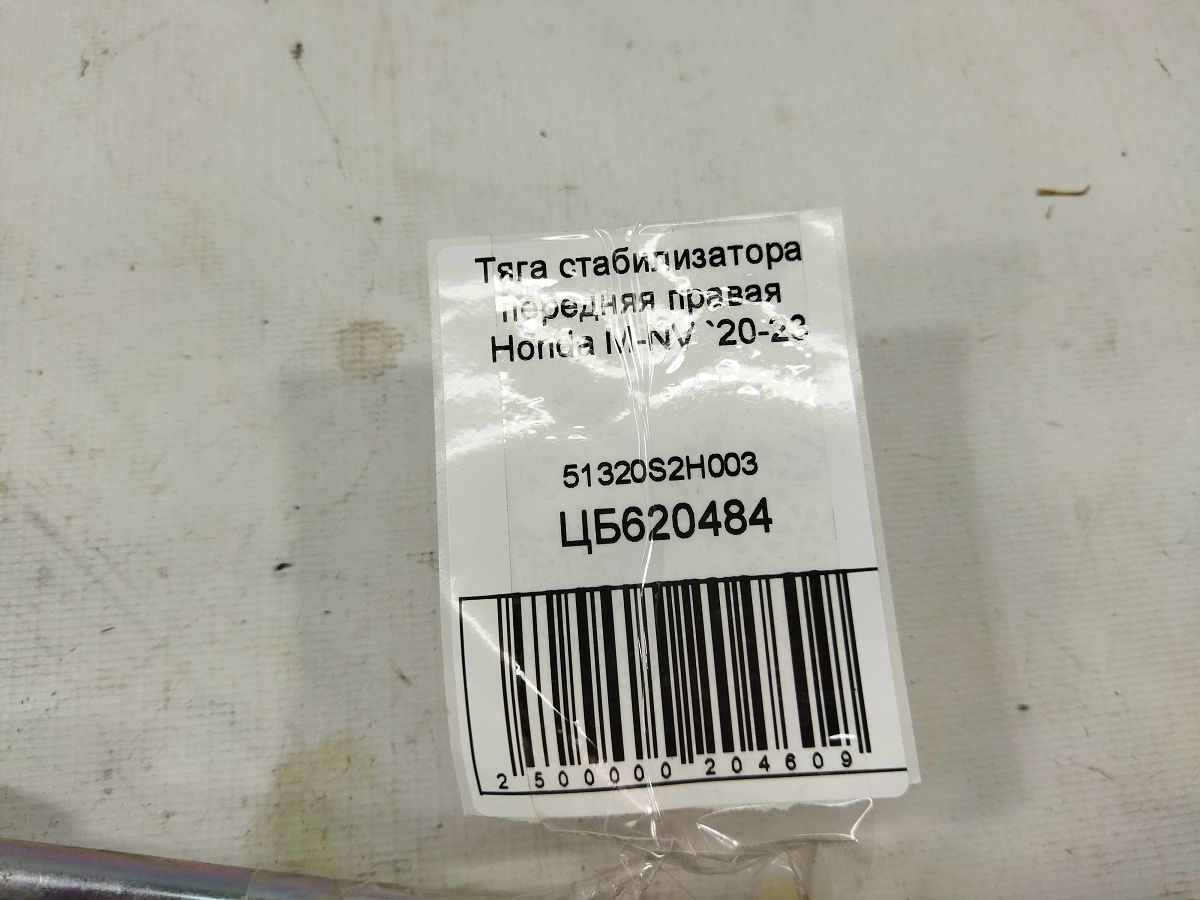 Тяга стабилизатора
передняя правая
Honda M-NV `20-23
51320S2H003
ЦБ620484
2500000204609